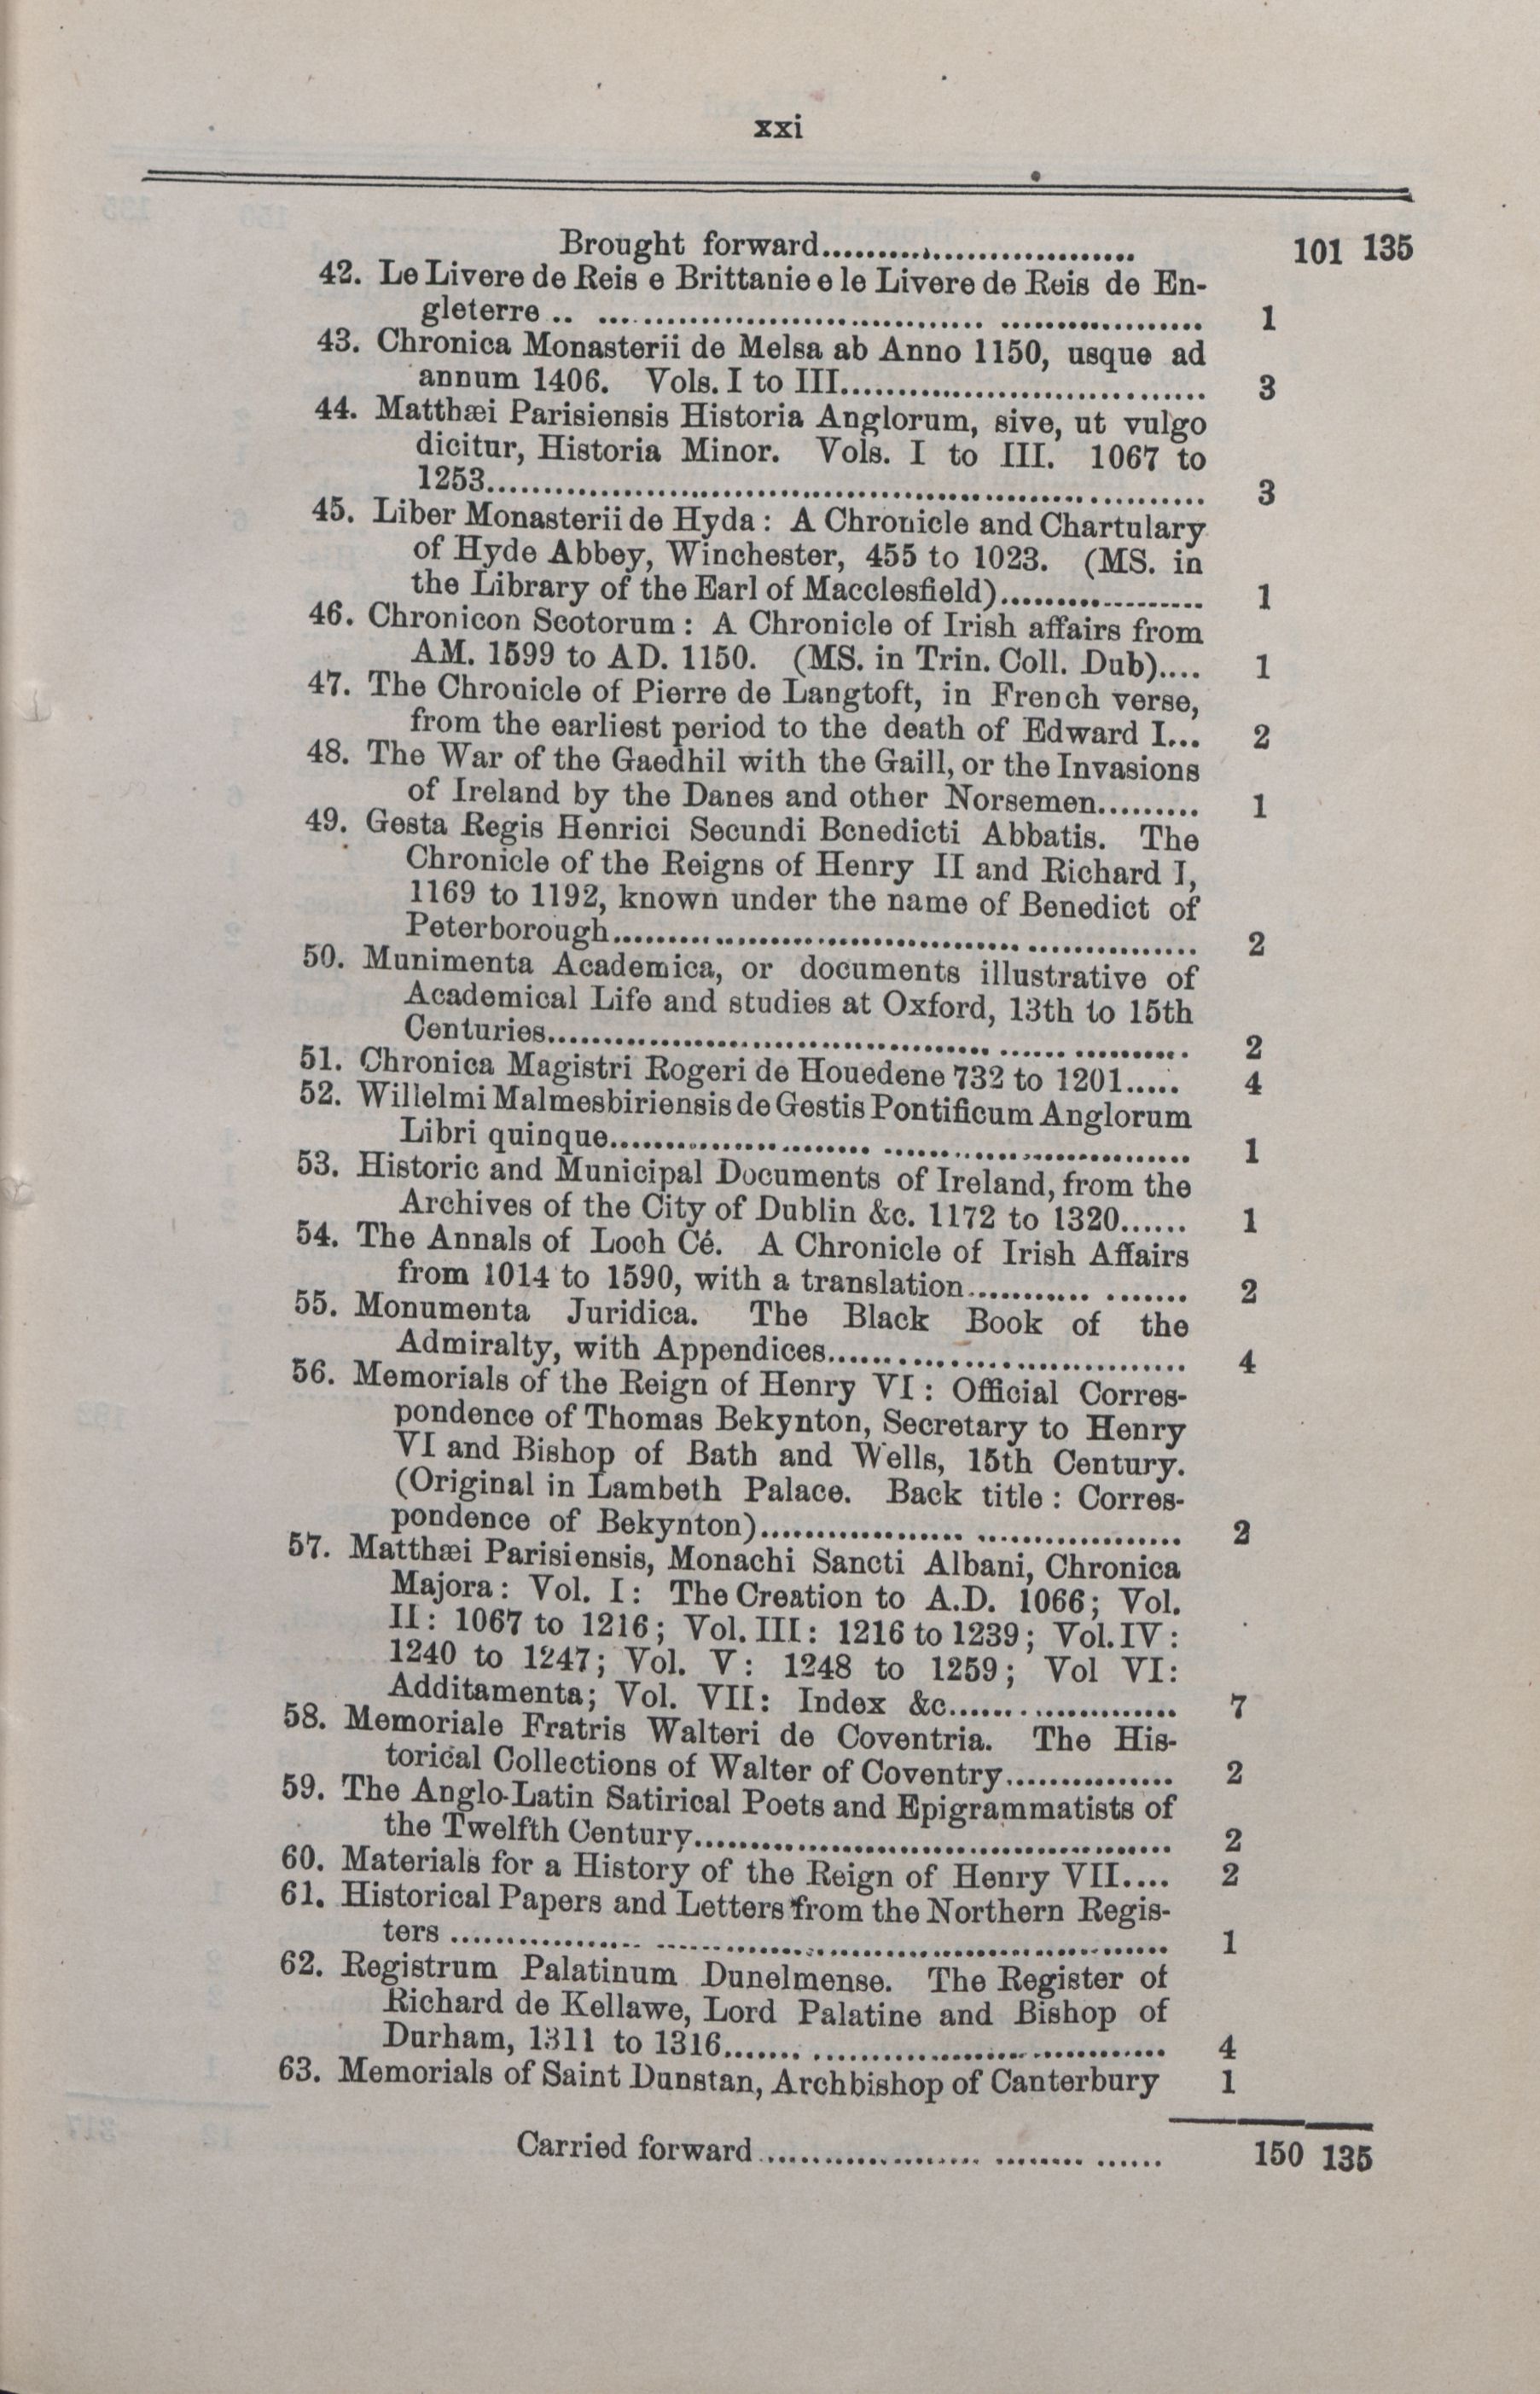 xxi
Brought forward.................................. 101 135
42. Le Livere de Reis e Brittanie e le Livere de Reis de En-
gleterre .. ............................................................ 1
43. Chronica Monasterii de Melsa ab Anno 1150, usque ad
annum 1406. Vols. I to III.................................. 3
44. Matthæi Parisiensis Historia Anglorum, sive, ut vulgo
dicitur, Historia Minor. Vols. I to III. 1067 to
1253.................................................................. 3
45. Liber Monasterii de Hyda: A Chronicle and Chartulary
of Hyde Abbey, Winchester, 455 to 1023. (MS. in
the Library of the Earl of Macclesfield).................... 1
46. Chronicon Scotorum: A Chronicle of Irish affairs from
AM. 1599 to AD. 1150. (MS. in Trin. Coll. Dub).... 1
47. The Chronicle of Pierre de Langtoft, in French verse,
from the earliest period to the death of Edward I... 2
48. The War of the Gaedhil with the Gaill, or the Invasions
of Ireland by the Danes and other Norsemen......... 1
49. Gesta Regis Henrici Secundi Benedicti Abbatis. The
Chronicle of the Reigns of Henry II and Richard I,
1169 to 1192, known under the name of Benedict of
Peterborough...................................................... 2
50. Munimenta Academica, or documents illustrative of
Academical Life and studies at Oxford, 13th to 15th
Centuries............................................................ 2
51. Chronica Magistri Rogeri de Houedene 732 to 1201..... 4
52. Willelmi Malmesbiriensis de Gestis Pontificum Anglorum
Libri quinque...................................................... 1
53. Historic and Municipal Documents of Ireland, from the
Archives of the City of Dublin &c. 1172 to 1320...... 1
54. The Annals of Loch Cé. A Chronicle of Irish Affairs
from 1014 to 1590, with a translation.................. 2
55. Monumenta Juridica. The Black Book of the
Admiralty, with Appendices................................ 4
56. Memorials of the Reign of Henry VI: Official Corres-
pondence of Thomas Bekynton, Secretary to Henry
VI and Bishop of Bath and Wells, 15th Century.
(Original in Lambeth Palace. Back title: Corres-
pondence of Bekynton)...................................... 2
57. Matthæi Parisiensis, Monachi Sancti Albani, Chronica
Majora: Vol. I: The Creation to A.D. 1066; Vol.
II: 1067 to 1216; Vol. III: 1216 to 1239; Vol. IV:
1240 to 1247; Vol. V: 1248 to 1259; Vol VI:
Additamenta; Vol. VII: Index &c...................... 7
58. Memoriale Fratris Walteri de Coventria. The His-
torical Collections of Walter of Coventry............... 2
59. The Anglo-Latin Satirical Poets and Epigrammatists of
the Twelfth Century............................................ 2
60. Materials for a History of the Reign of Henry VII.... 2
61. Historical Papers and Letters from the Northern Regis-
ters .................................................................. 1
62. Registrum Palatinum Dunelmense. The Register of
Richard de Kellawe, Lord Palatine and Bishop of
Durham, 1311 to 1316........................................ 4
63. Memorials of Saint Dunstan, Archbishop of Canterbury 1
Carried forward .................................... 150 135